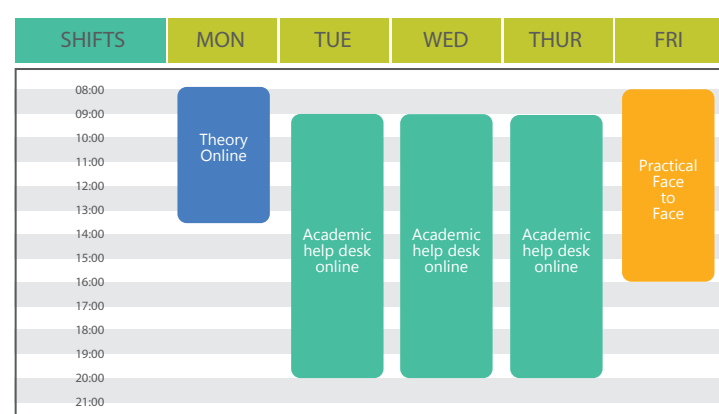 SHIFTS MON TUE WED THUR FRI
08:00
09:00
10:00
11:00
12:00
13:00
14:00
15:00
16:00
17:00
18:00
19:00
20:00
21:00
Theory
Online
Academic
help desk
online
Academic
help desk
online
Academic
help desk
online
Practical
Face
to
Face